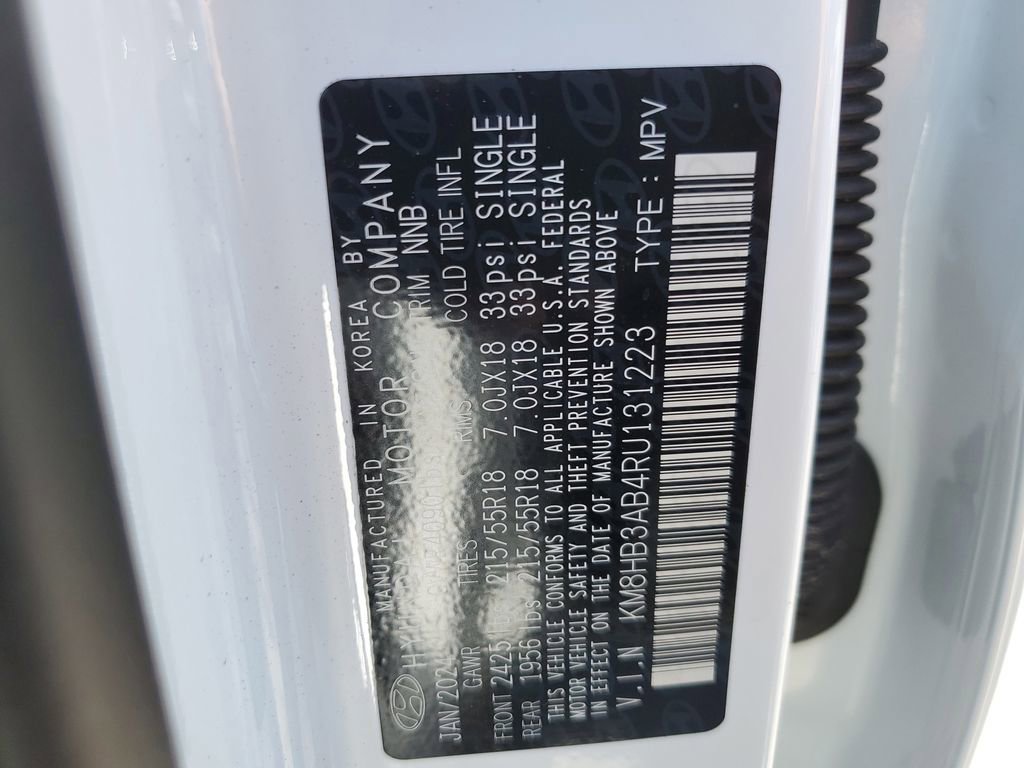 MANUFACTURED IN KOREA BY
HYUNDAI MOTOR COMPANY
JAN/2024 TRIM NNB
GAWR TIRES RIMS COLD TIRE INFL
FRONT 2425 lbs 215/55R18 7.0JX18 33psi SINGLE
REAR 1956 lbs 215/55R18 7.0JX18 33psi SINGLE
THIS VEHICLE CONFORMS TO ALL APPLICABLE U.S.A. FEDERAL
MOTOR VEHICLE SAFETY AND THEFT PREVENTION STANDARDS
IN EFFECT ON THE DATE OF MANUFACTURE SHOWN ABOVE
V.I.N KM8HB3AB4RU131223 TYPE : MPV